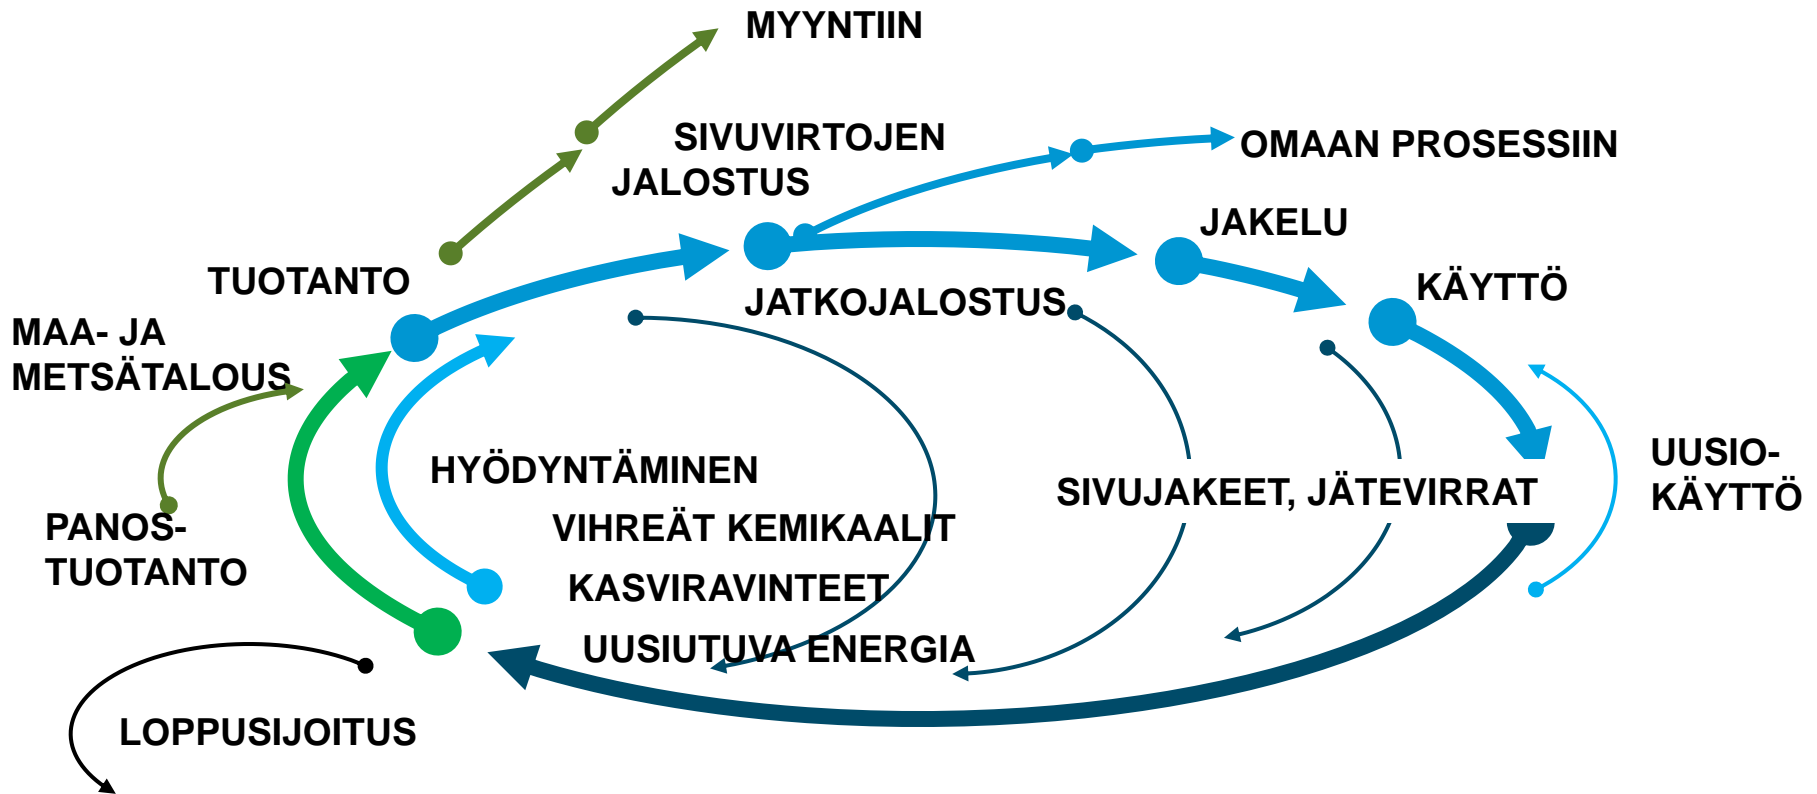 MYYNTIIN
SIVUVIRTOJEN
JALOSTUS
OMAAN PROSESSIIN
JAKELU
TUOTANTO
KÄYTTÖ
JATKOJALOSTUS
MAA- JA
METSÄTALOUS
HYÖDYNTÄMINEN
UUSIO-
KÄYTTÖ
SIVUJAKEET, JÄTEVIRRAT
PANOS-
TUOTANTO
VIHREÄT KEMIKAALIT
KASVIRAVINTEET
UUSIUTUVA ENERGIA
LOPPUSIJOITUS